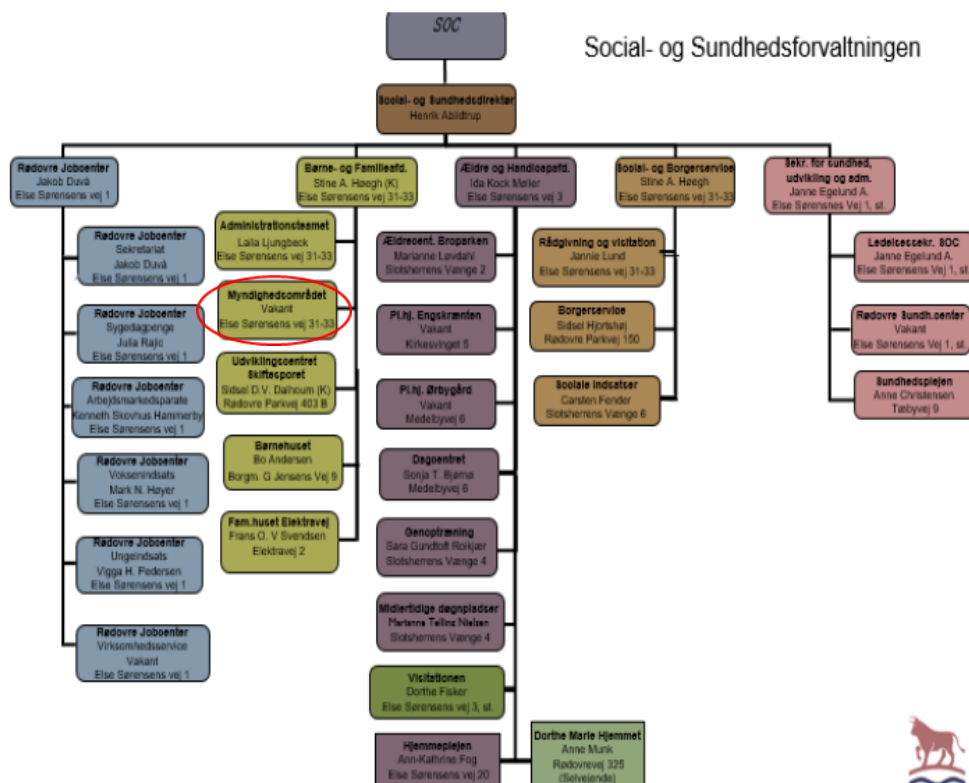 SOC
Social- og Sundhedsforvaltningen
Social- og Sundhedsdirektør
Henrik Abildtrup
Rødovre Jobcenter
Jakob Duvå
Else Sørensens vej 1
Børne- og Familieafd.
Stine A. Høegh (K)
Else Sørensens vej 31-33
Ældre og Handicapafd.
Ida Kock Møller
Else Sørensens vej 3
Social- og Borgerservice
Stine A. Høegh
Else Sørensens vej 31-33
Sekr. for sundhed,
udvikling og adm.
Janne Egelund A.
Else Sørensnes Vej 1, st.
Rødovre Jobcenter
Sekretariat
Jakob Duvå
Else Sørensens vej 1
Rødovre Jobcenter
Sygedagpenge
Julia Rajic
Else Sørensens vej 1
Rødovre Jobcenter
Arbejdsmarkedsparate
Kenneth Skovhus Hammerby
Else Sørensens vej 1
Rødovre Jobcenter
Voksenindsats
Mark N. Høyer
Else Sørensens vej 1
Rødovre Jobcenter
Ungeindsats
Vigga H. Pedersen
Else Sørensens vej 1
Rødovre Jobcenter
Virksomhedsservice
Vakant
Else Sørensens vej 1
Administrationsteamet
Laila Ljungbeck
Else Sørensens vej 31-33
Myndighedsområdet
Vakant
Else Sørensens vej 31-33
Udviklingscentret
Skiftesporet
Sidsel D.V. Dalhoum (K)
Rødovre Parkvej 403 B
Børnehuset
Bo Andersen
Borgm. G Jensens Vej 9
Fam.huset Elektravej
Frans O. V Svendsen
Elektravej 2
Ældrecent. Broparken
Marianne Løvdahl
Slotsherrens Vænge 2
Pl.hj. Engskrænten
Vakant
Kirkesvinget 5
Pl.hj. Ørbygård
Vakant
Medelbyvej 6
Dagcentret
Sonja T. Bjernø
Medelbyvej 6
Genoptræning
Sara Gundtoft Roikjær
Slotsherrens Vænge 4
Midlertidige døgnpladser
Marianne Telling Nielsen
Slotsherrens Vænge 4
Visitationen
Dorthe Fisker
Else Sørensens vej 3, st.
Hjemmeplejen
Ann-Kathrine Fog
Else Sørensens vej 20
Dorthe Marie Hjemmet
Anne Munk
Rødovrevej 325
(Selvejende)
Rådgivning og visitation
Jannie Lund
Else Sørensens vej 31-33
Borgerservice
Sidsel Hjortshøj
Rødovre Parkvej 150
Sociale indsatser
Carsten Fender
Slotsherrens Vænge 6
Ledelsessekr. SOC
Janne Egelund A.
Else Sørensens Vej 1, st
Rødovre Sundh.center
Vakant
Else Sørensens Vej 1, st.
Sundhedsplejen
Anne Christensen
Tæbyvej 9